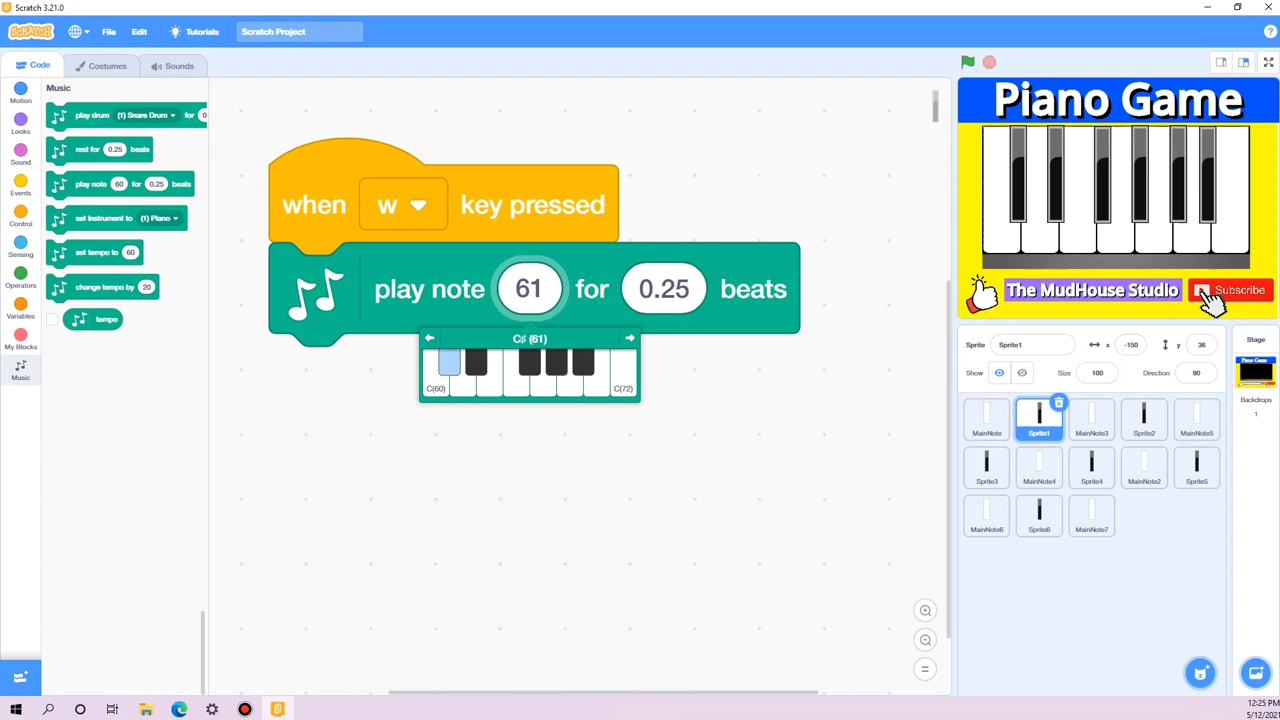 Scratch 3.21.0
SCRATCH
File
Edit
Tutorials
Scratch Project
Code
Costumes
Sounds
Motion
Looks
Sound
Events
Control
Sensing
Operators
Variables
My Blocks
Music
Music
play drum (1) Snare Drum for 0
rest for 0.25 beats
play note 60 for 0.25 beats
set instrument to (1) Piano
set tempo to 60
change tempo by 20
tempo
when w key pressed
play note 61 for 0.25 beats
C♯ (61)
C(60)
C(72)
Piano Game
The MudHouse Studio
Subscribe
Sprite
Sprite1
x
-150
y
36
Show
Size
100
Direction
90
MainNote
Sprite1
MainNote3
Sprite2
MainNote5
Sprite3
MainNote4
Sprite4
MainNote2
Sprite5
MainNote6
Sprite6
MainNote7
Stage
Backdrops
1
12:25 PM
5/12/2021